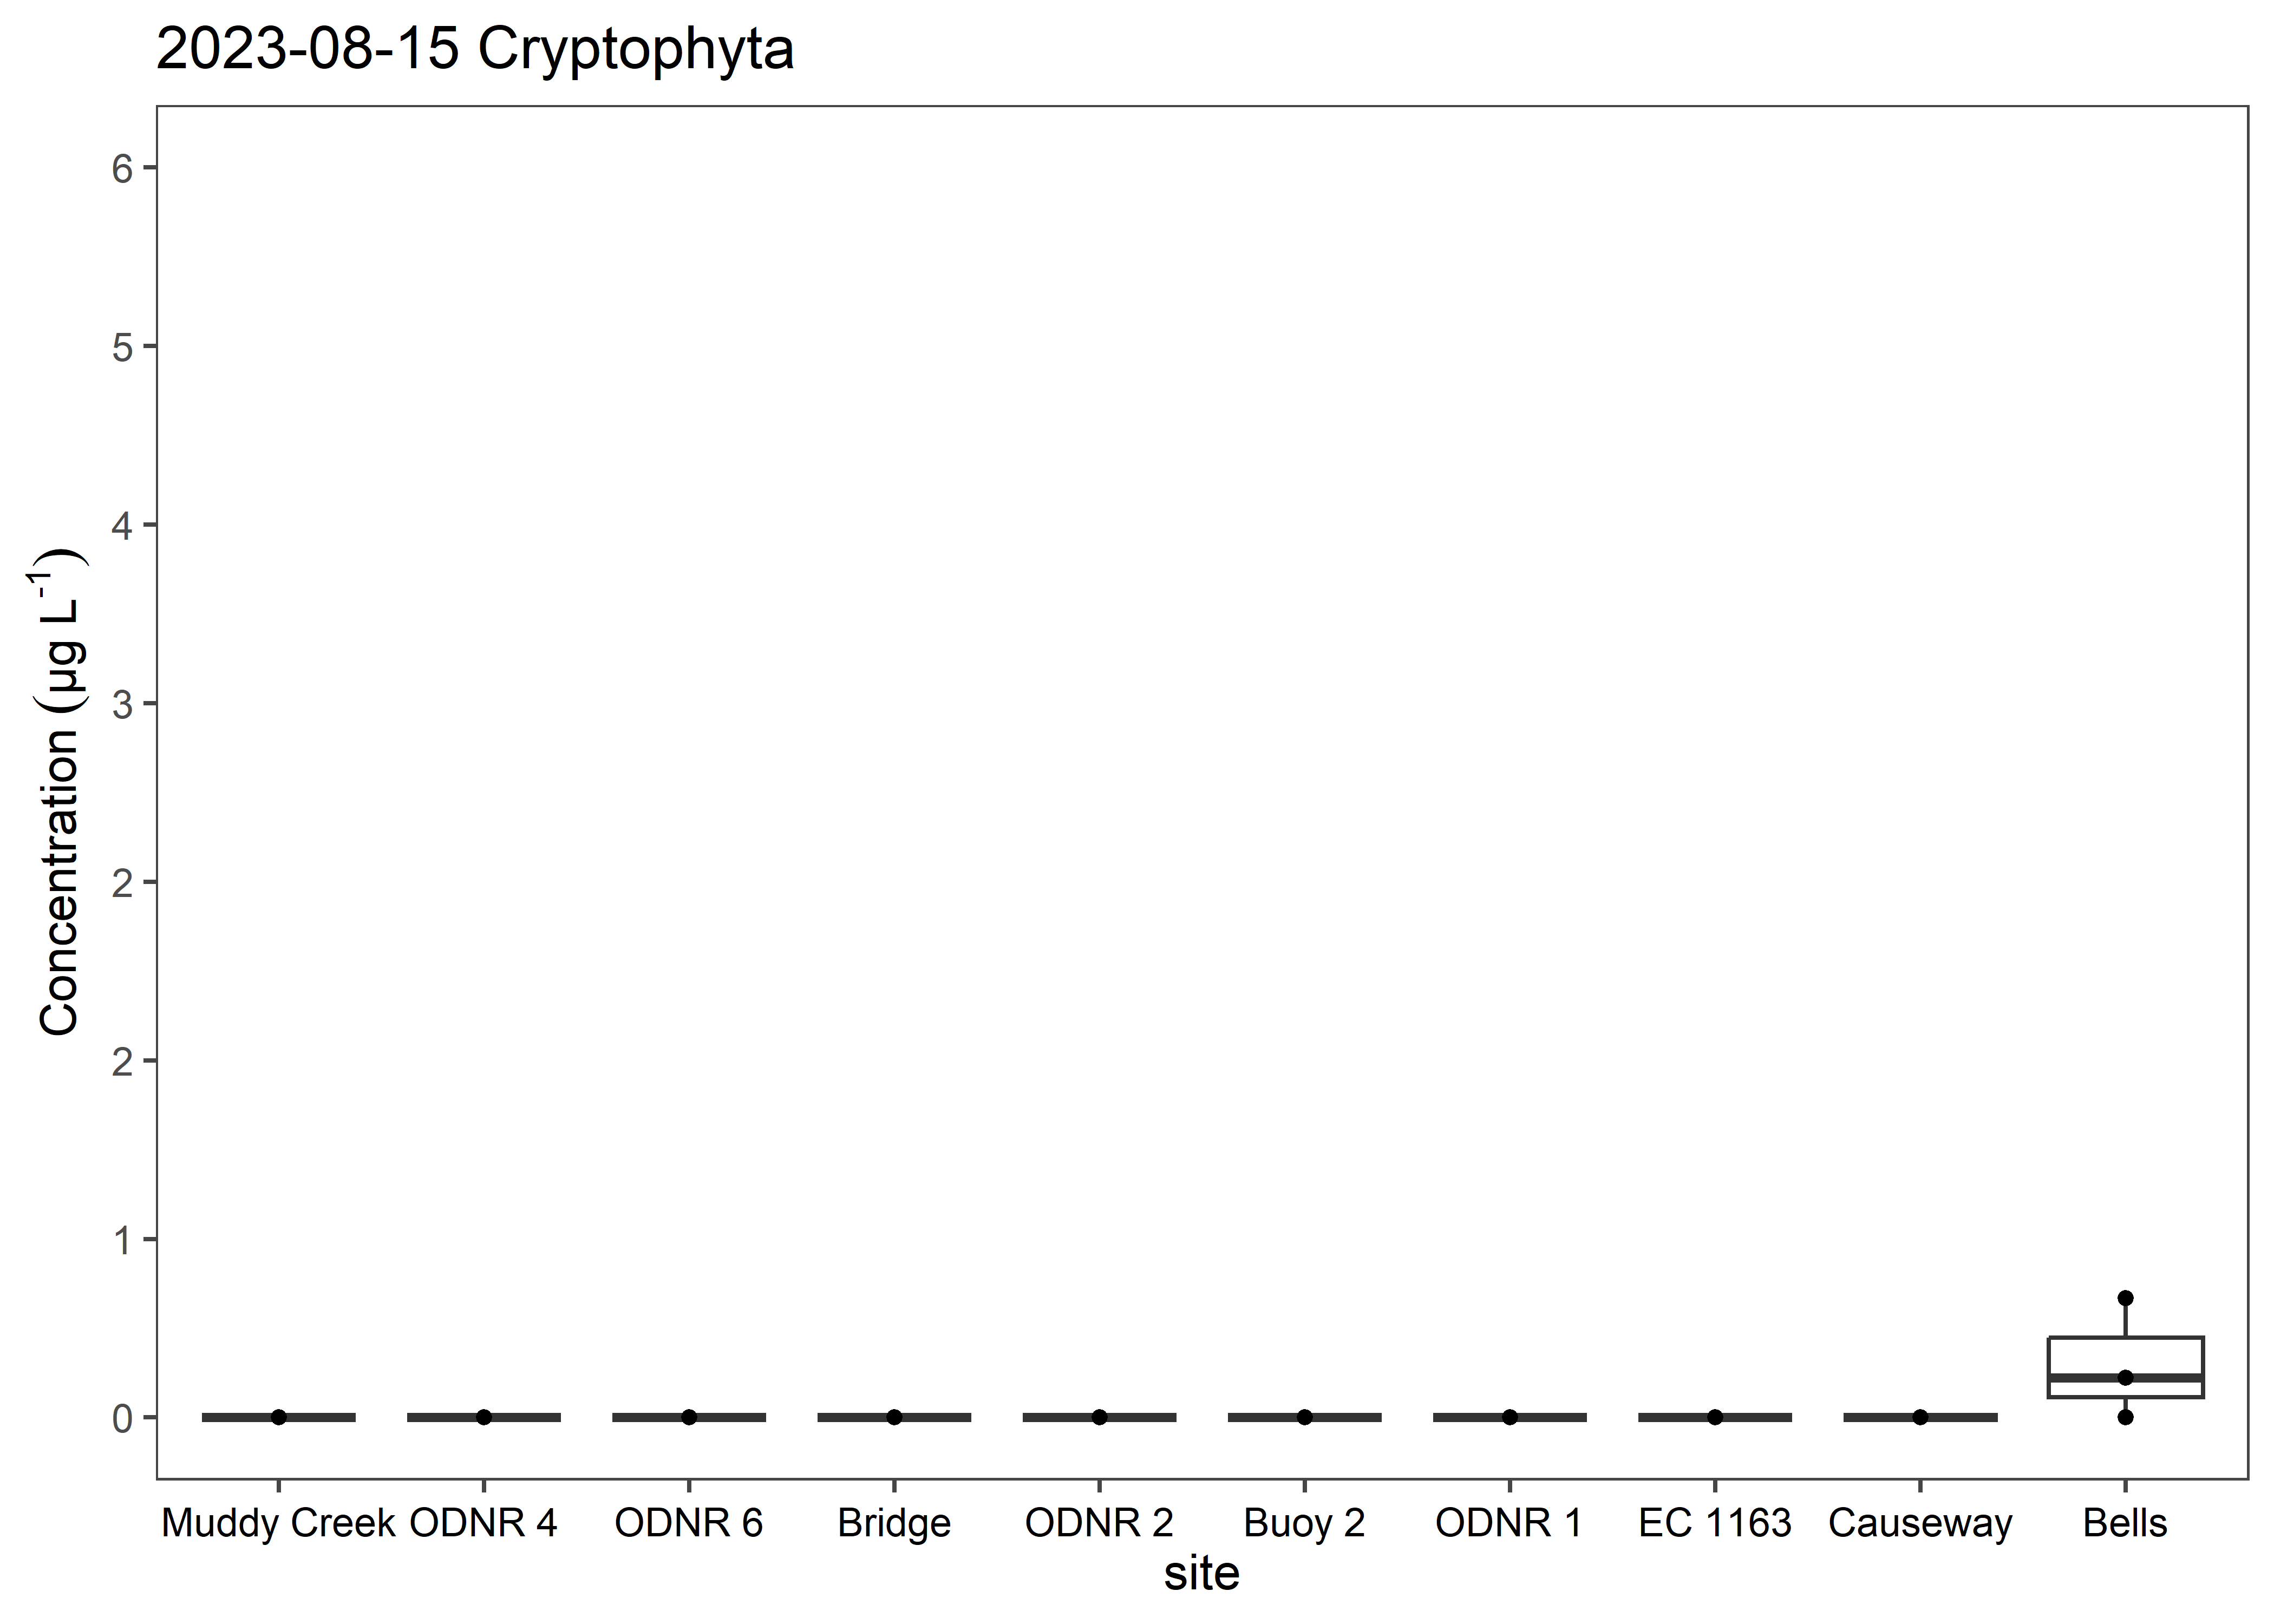 2023-08-15 Cryptophyta
6
5
4
3
2
2
1
0
Concentration (µg L⁻¹)
Muddy Creek ODNR 4 ODNR 6 Bridge ODNR 2 Buoy 2 ODNR 1 EC 1163 Causeway Bells
site